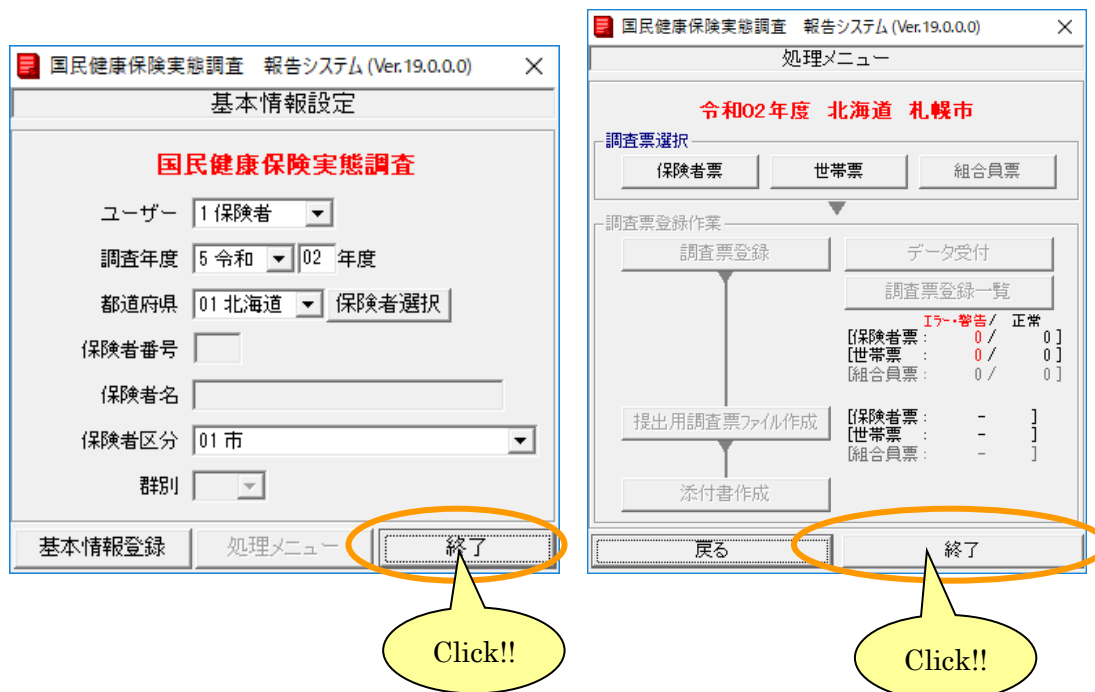 国民健康保険実態調査 報告システム (Ver.19.0.0.0)
基本情報設定
国民健康保険実態調査
ユーザー 1 保険者
調査年度 5 令和 02 年度
都道府県 01 北海道 保険者選択
保険者番号
保険者名
保険者区分 01 市
群別
基本情報登録 処理メニュー 終了
Click!!
国民健康保険実態調査 報告システム (Ver.19.0.0.0)
処理メニュー
令和02年度 北海道 札幌市
調査票選択
保険者票 世帯票 組合員票
調査票登録作業
調査票登録 データ受付
調査票登録一覧
エラー・警告/ 正常
[保険者票: 0/ 0]
[世帯票 : 0/ 0]
[組合員票: 0/ 0]
提出用調査票ファイル作成
[保険者票: - ]
[世帯票 : - ]
[組合員票: - ]
添付書作成
戻る 終了
Click!!